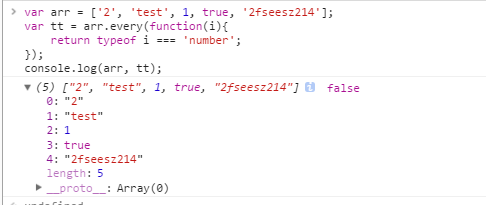 > var arr = ['2', 'test', 1, true, '2fseesz214'];
var tt = arr.every(function(i){
    return typeof i === 'number';
});
console.log(arr, tt);
▼ (5) ["2", "test", 1, true, "2fseesz214"] i false
0: "2"
1: "test"
2: 1
3: true
4: "2fseesz214"
length: 5
▶ __proto__: Array(0)
< undefined